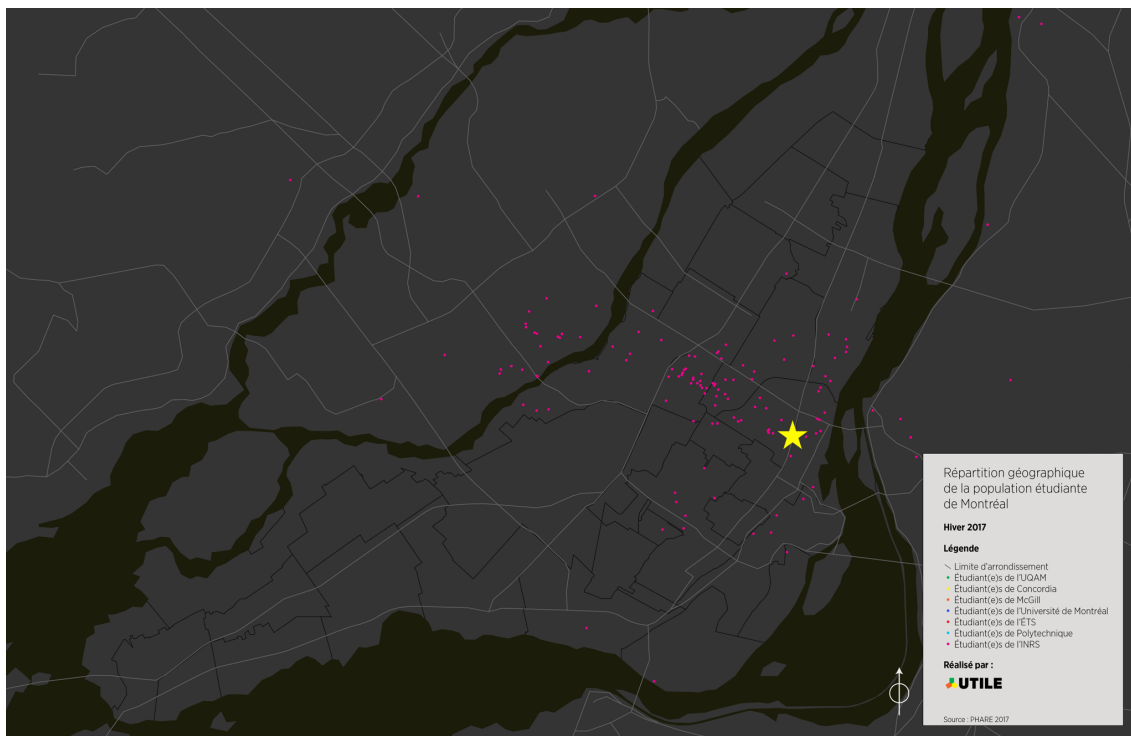 Répartition géographique
de la population étudiante
de Montréal
Hiver 2017
Légende
Limite d'arrondissement
Étudiant(e)s de l'UQAM
Étudiant(e)s de Concordia
Étudiant(e)s de McGill
Étudiant(e)s de l'Université de Montréal
Étudiant(e)s de l'ÉTS
Étudiant(e)s de Polytechnique
Étudiant(e)s de l'INRS
Réalisé par :
UTILE
Source : PHARE 2017